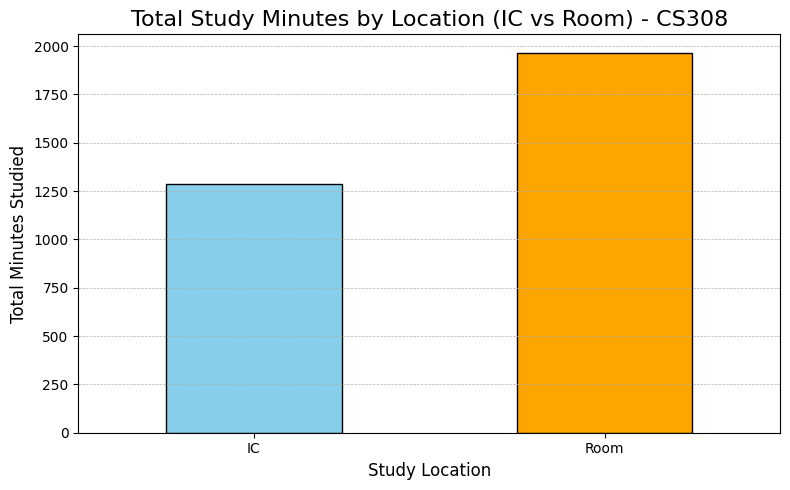 Total Study Minutes by Location (IC vs Room) - CS308
Total Minutes Studied
2000
1750
1500
1250
1000
750
500
250
0
IC
Room
Study Location